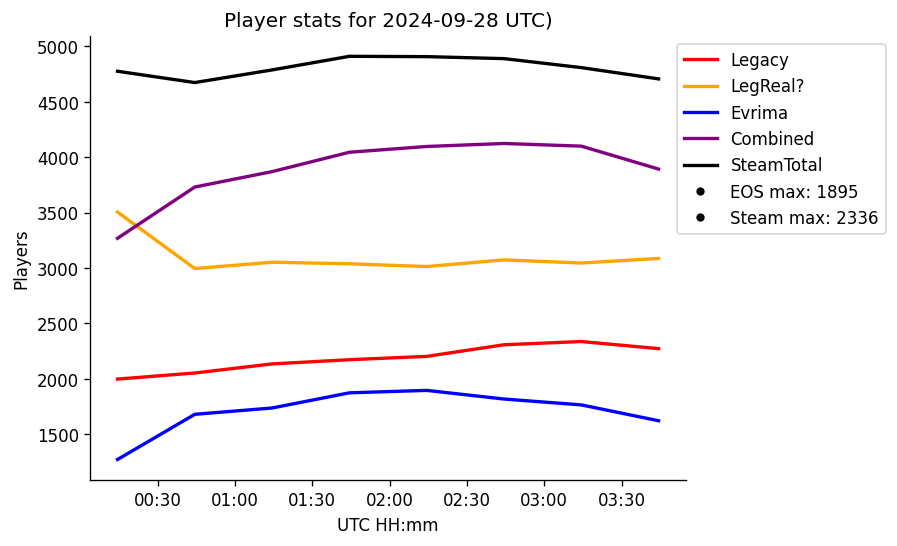 Player stats for 2024-09-28 UTC)
5000
4500
4000
3500
3000
2500
2000
1500
Players
00:30 01:00 01:30 02:00 02:30 03:00 03:30
UTC HH:mm
Legacy
LegReal?
Evrima
Combined
SteamTotal
EOS max: 1895
Steam max: 2336